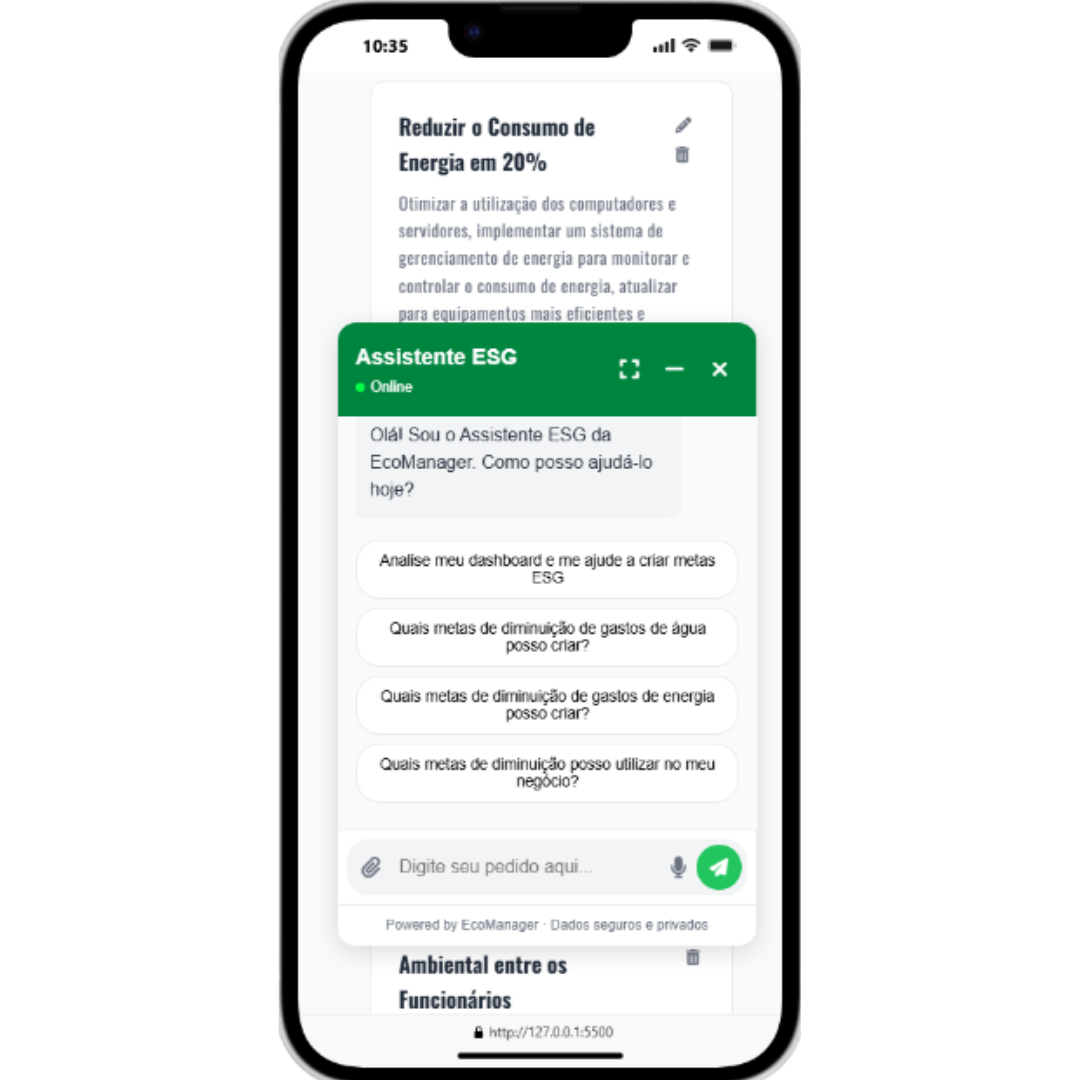 10:35
Reduzir o Consumo de
Energia em 20%
Otimizar a utilização dos computadores e
servidores, implementar um sistema de
gerenciamento de energia para monitorar e
controlar o consumo de energia, atualizar
para equipamentos mais eficientes e
Assistente ESG
Online
Olá! Sou o Assistente ESG da
EcoManager. Como posso ajudá-lo
hoje?
Analise meu dashboard e me ajude a criar metas
ESG
Quais metas de diminuição de gastos de água
posso criar?
Quais metas de diminuição de gastos de energia
posso criar?
Quais metas de diminuição posso utilizar no meu
negócio?
Digite seu pedido aqui...
Powered by EcoManager · Dados seguros e privados
Ambiental entre os
Funcionários
http://127.0.0.1:5500